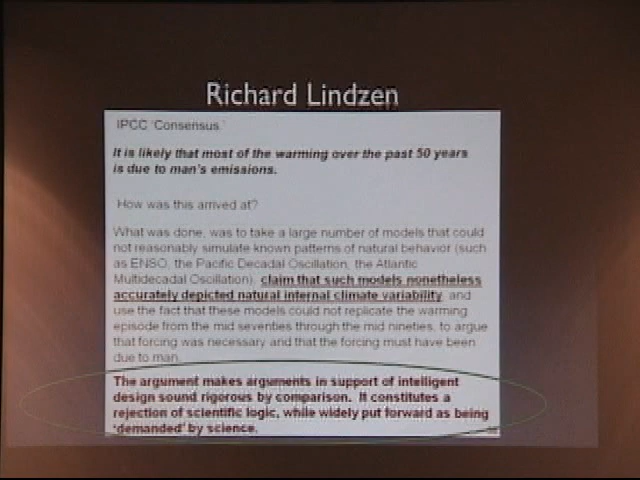 Richard Lindzen
IPCC 'Consensus.'
It is likely that most of the warming over the past 50 years
is due to man's emissions.
How was this arrived at?
What was done, was to take a large number of models that could
not reasonably simulate known patterns of natural behavior (such
as ENSO, the Pacific Decadal Oscillation, the Atlantic
Multidecadal Oscillation), claim that such models nonetheless
accurately depicted natural internal climate variability, and
use the fact that these models could not replicate the warming
episode from the mid seventies through the mid nineties, to argue
that forcing was necessary and that the forcing must have been
due to man.
The argument makes arguments in support of intelligent
design sound rigorous by comparison. It constitutes a
rejection of scientific logic, while widely put forward as being
'demanded' by science.